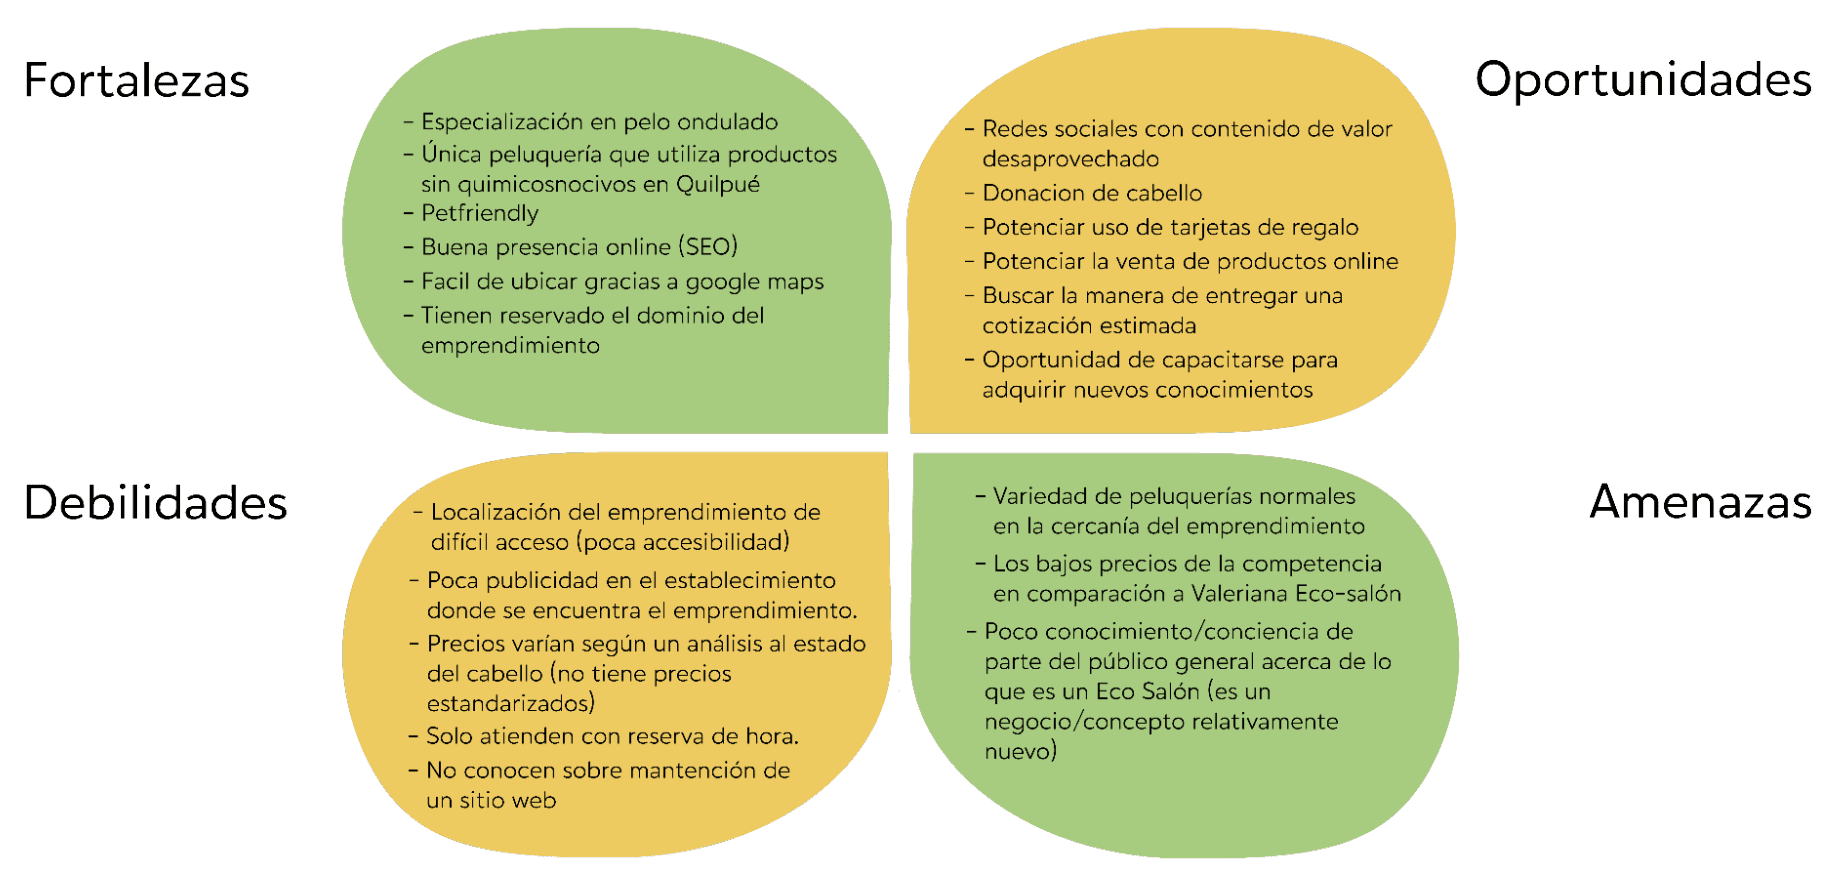 Fortalezas
- Especialización en pelo ondulado
- Única peluquería que utiliza productos
sin quimicosnocivos en Quilpué
- Petfriendly
- Buena presencia online (SEO)
- Facil de ubicar gracias a google maps
- Tienen reservado el dominio del
emprendimiento
Oportunidades
- Redes sociales con contenido de valor
desaprovechado
- Donacion de cabello
- Potenciar uso de tarjetas de regalo
- Potenciar la venta de productos online
- Buscar la manera de entregar una
cotización estimada
- Oportunidad de capacitarse para
adquirir nuevos conocimientos
Debilidades
- Localización del emprendimiento de
difícil acceso (poca accesibilidad)
- Poca publicidad en el establecimiento
donde se encuentra el emprendimiento.
- Precios varían según un análisis al estado
del cabello (no tiene precios
estandarizados)
- Solo atienden con reserva de hora.
- No conocen sobre mantención de
un sitio web
Amenazas
- Variedad de peluquerías normales
en la cercanía del emprendimiento
- Los bajos precios de la competencia
en comparación a Valeriana Eco-salón
- Poco conocimiento/conciencia de
parte del público general acerca de lo
que es un Eco Salón (es un
negocio/concepto relativamente
nuevo)